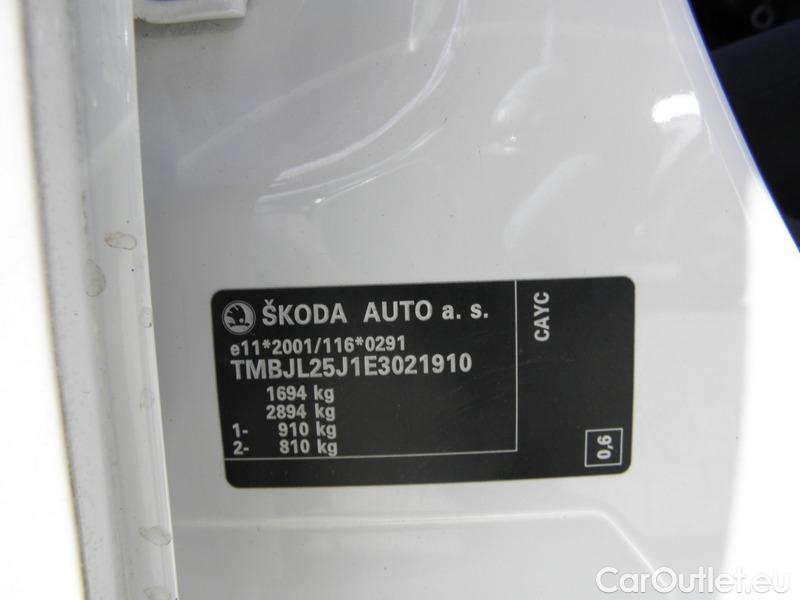 ŠKODA AUTO a. s.
e11*2001/116*0291
TMBJL25J1E3021910
1694 kg
2894 kg
1- 910 kg
2- 810 kg
CAYC
0,6
CarOutlet.eu